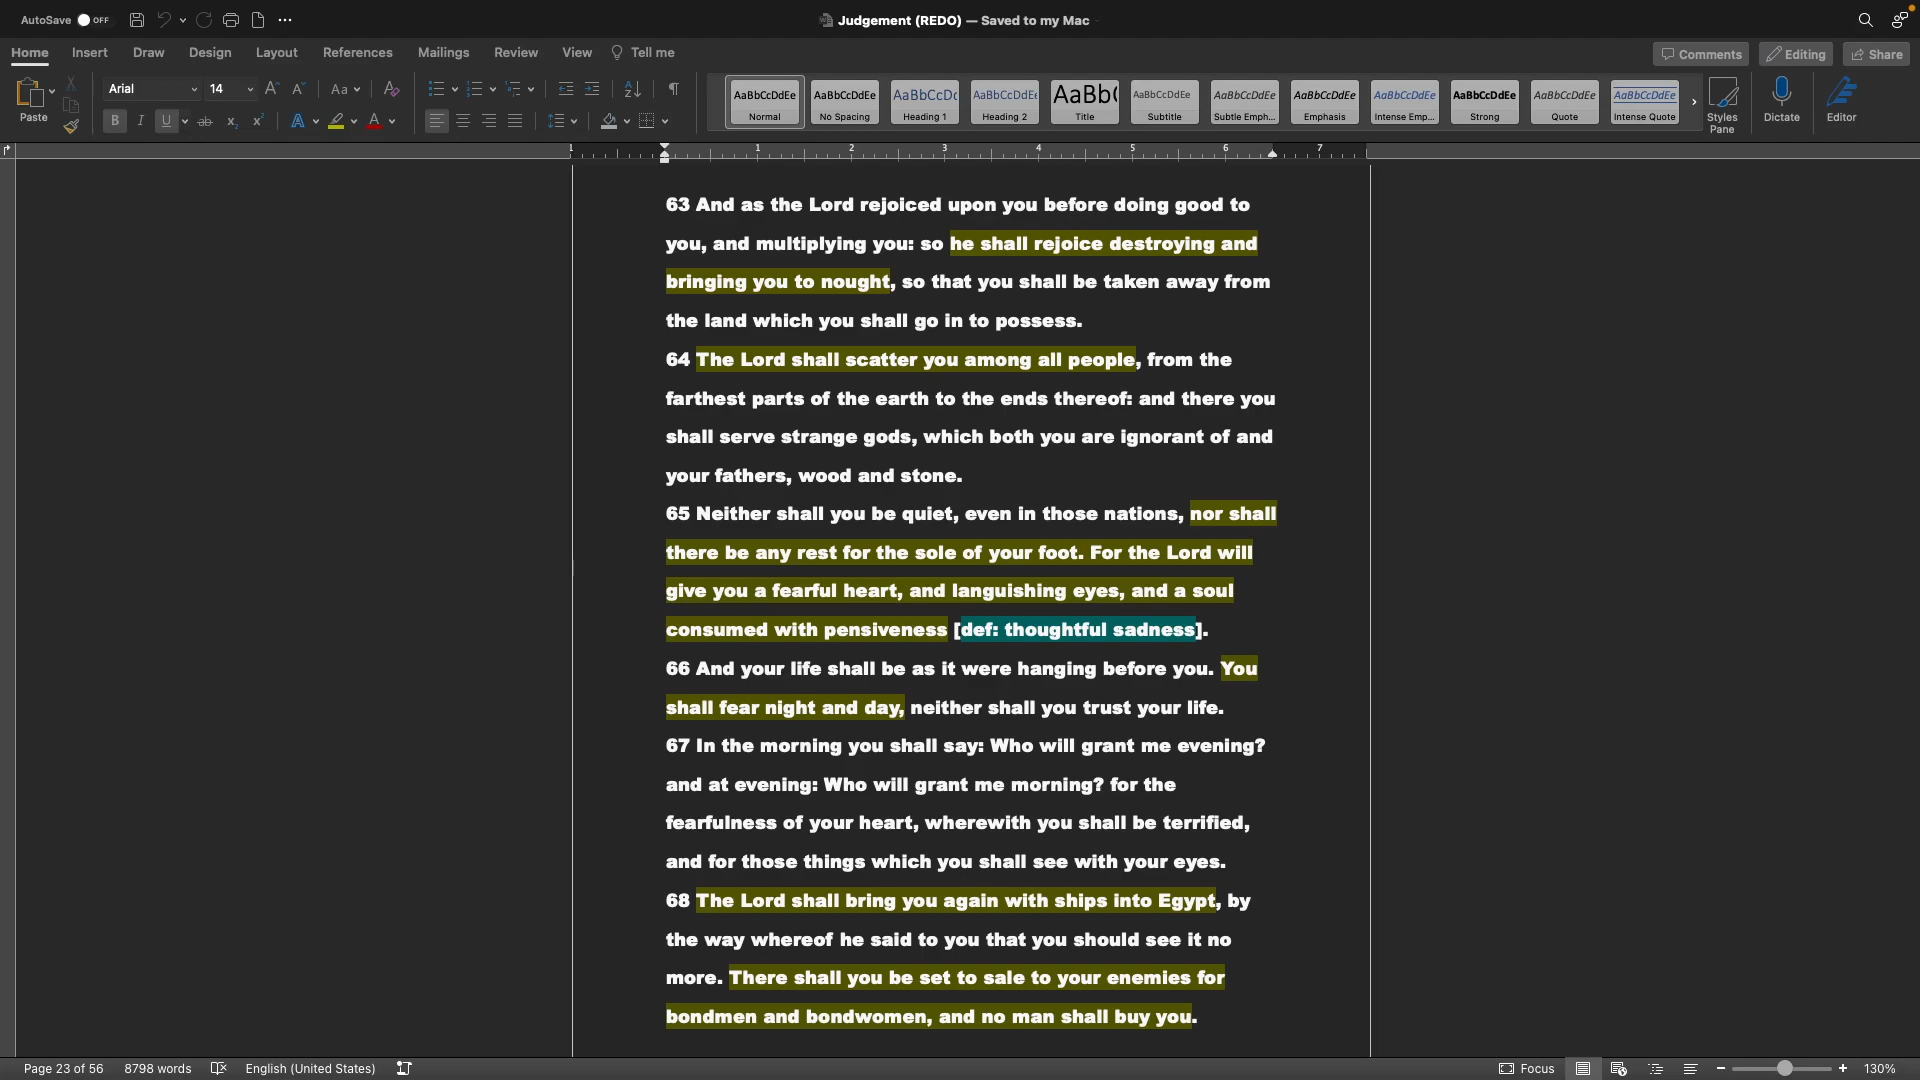 AutoSave OFF
Judgement (REDO) — Saved to my Mac
Home Insert Draw Design Layout References Mailings Review View Tell me
Comments Editing Share
Paste
Arial 14 Aa
B I U ab x₂ x² A A
AaBbCcDdEe Normal
AaBbCcDdEe No Spacing
AaBbCcDc Heading 1
AaBbCcDdEe Heading 2
AaBb( Title
AaBbCcDdEe Subtitle
AaBbCcDdEe Subtle Emph...
AaBbCcDdEe Emphasis
AaBbCcDdEe Intense Emp...
AaBbCcDdEe Strong
AaBbCcDdEe Quote
AaBbCcDdEe Intense Quote
Styles Pane
Dictate
Editor
1 1 2 3 4 5 6 7
63 And as the Lord rejoiced upon you before doing good to
you, and multiplying you: so he shall rejoice destroying and
bringing you to nought, so that you shall be taken away from
the land which you shall go in to possess.
64 The Lord shall scatter you among all people, from the
farthest parts of the earth to the ends thereof: and there you
shall serve strange gods, which both you are ignorant of and
your fathers, wood and stone.
65 Neither shall you be quiet, even in those nations, nor shall
there be any rest for the sole of your foot. For the Lord will
give you a fearful heart, and languishing eyes, and a soul
consumed with pensiveness [def: thoughtful sadness].
66 And your life shall be as it were hanging before you. You
shall fear night and day, neither shall you trust your life.
67 In the morning you shall say: Who will grant me evening?
and at evening: Who will grant me morning? for the
fearfulness of your heart, wherewith you shall be terrified,
and for those things which you shall see with your eyes.
68 The Lord shall bring you again with ships into Egypt, by
the way whereof he said to you that you should see it no
more. There shall you be set to sale to your enemies for
bondmen and bondwomen, and no man shall buy you.
Page 23 of 56 8798 words English (United States) Focus 130%